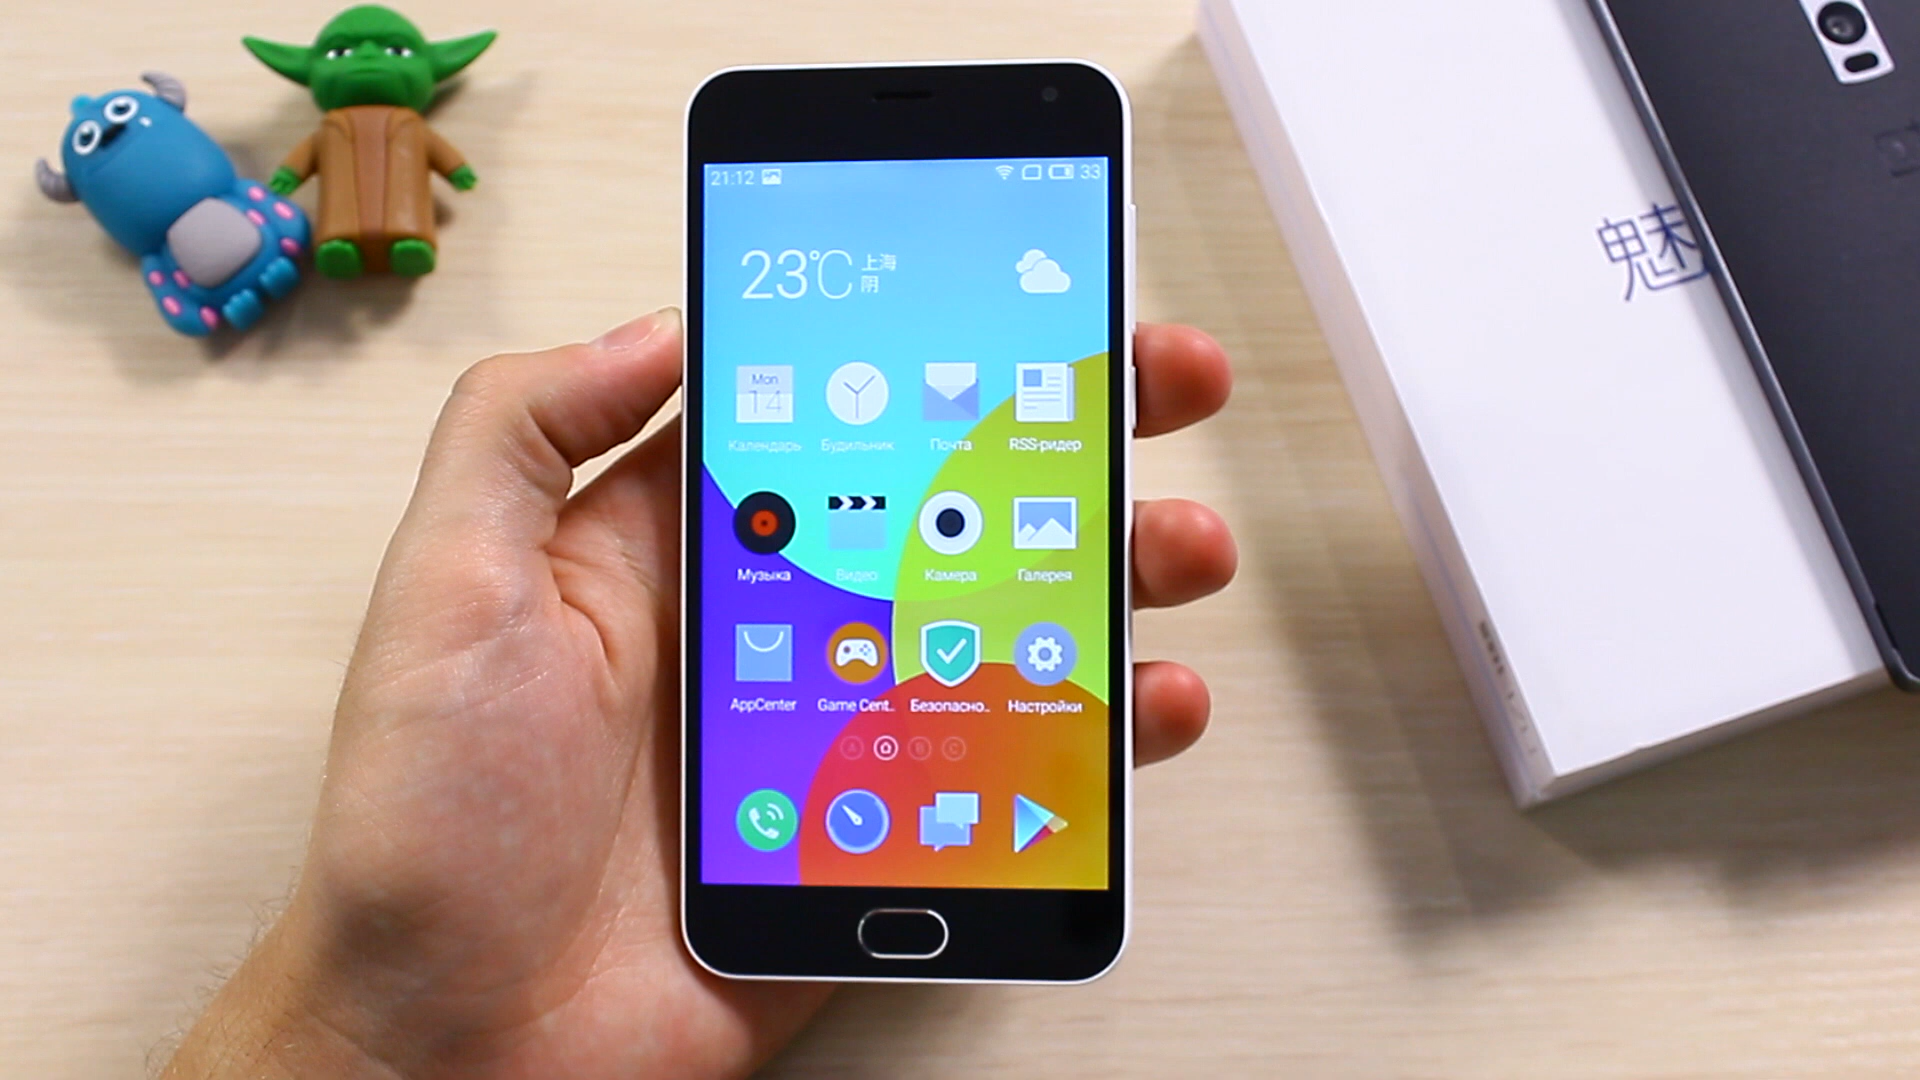 21:12 33
23°C 上海
阴
Mon
14
Календарь Будильник Почта RSS-ридер
Музыка Видео Камера Галерея
AppCenter Game Cent.. Безопасно.. Настройки
A B C
魅